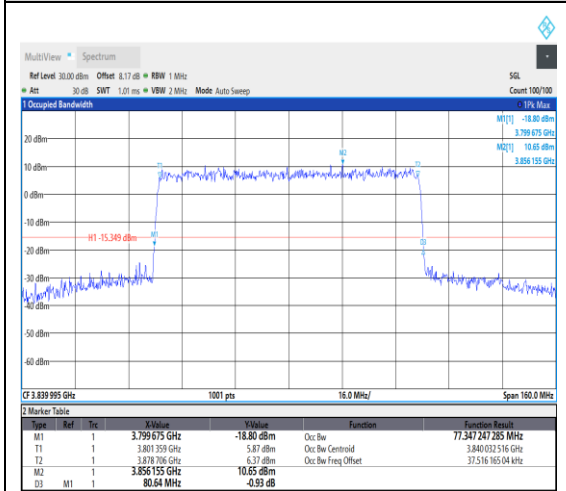 MultiView Spectrum
Ref Level 30.00 dBm Offset 8.17 dB RBW 1 MHz SGL
Att 30 dB SWT 1.01 ms VBW 2 MHz Mode Auto Sweep Count 100/100
1 Occupied Bandwidth 1Pk Max
M1[1] -18.80 dBm
3.799 675 GHz
M2[1] 10.65 dBm
3.856 155 GHz
20 dBm
M2
T1 T2
10 dBm
0 dBm
-10 dBm
H1 -15.349 dBm M1
D3
-20 dBm
-30 dBm
-40 dBm
-50 dBm
-60 dBm
CF 3.839 995 GHz 1001 pts 16.0 MHz/ Span 160.0 MHz
2 Marker Table
Type Ref Trc X-Value Y-Value Function Function Result
M1 1 3.799 675 GHz -18.80 dBm Occ Bw 77.347 247 285 MHz
T1 1 3.801 359 GHz 5.87 dBm Occ Bw Centroid 3.840 032 516 GHz
T2 1 3.878 706 GHz 6.37 dBm Occ Bw Freq Offset 37.516 165 04 kHz
M2 1 3.856 155 GHz 10.65 dBm
D3 M1 1 80.64 MHz -0.93 dB